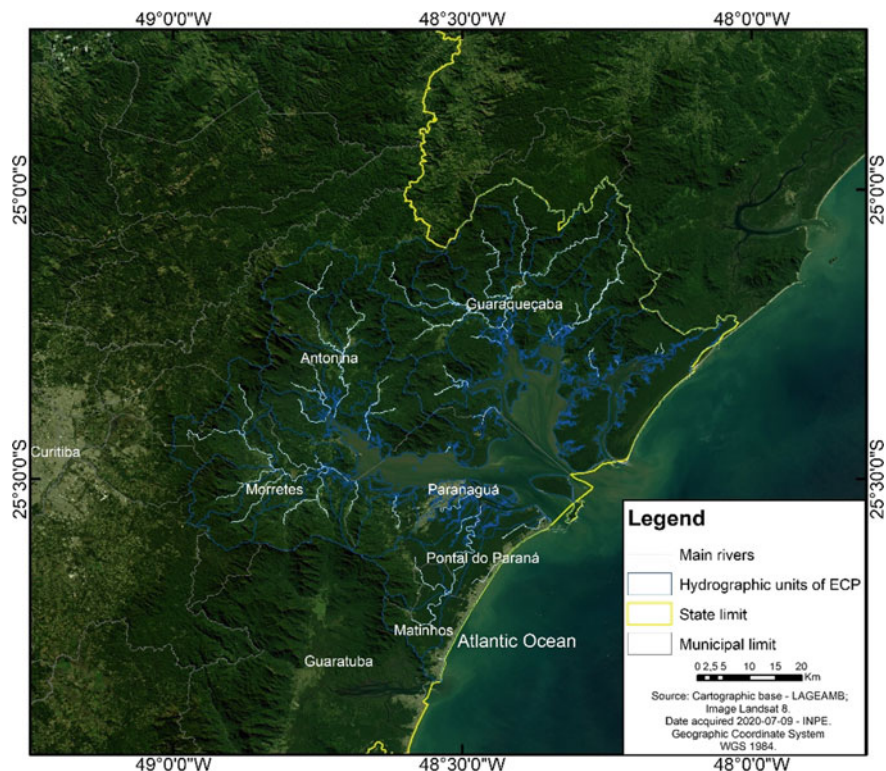 49°0'0"W 48°30'0"W 48°0'0"W
25°0'0"S 25°0'0"S
Guaraqueçaba
Antonina
Curitiba
25°30'0"S 25°30'0"S
Morretes
Paranaguá
Pontal do Paraná
Matinhos
Atlantic Ocean
Guaratuba
Legend
Main rivers
Hydrographic units of ECP
State limit
Municipal limit
0 2,5 5 10 15 20
Km
Source: Cartographic base - LAGEAMB;
Image Landsat 8.
Date acquired 2020-07-09 - INPE.
Geographic Coordinate System
WGS 1984.
49°0'0"W 48°30'0"W 48°0'0"W